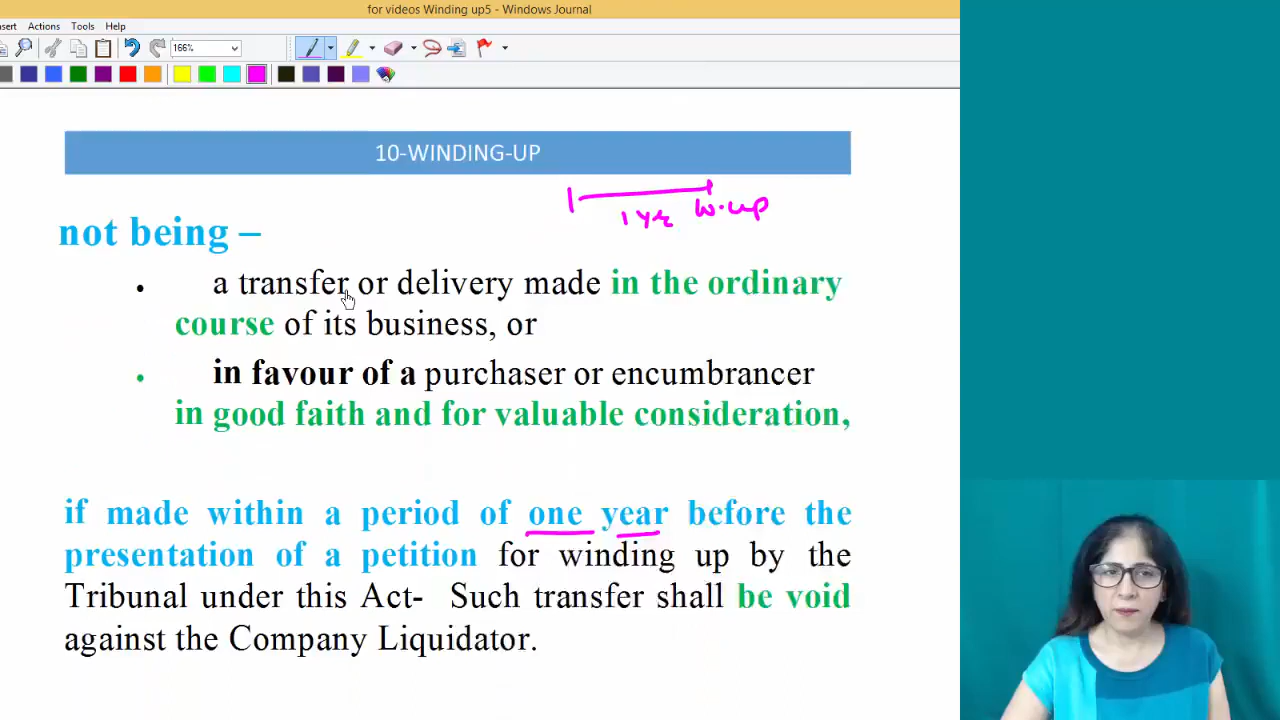 for videos Winding up5 - Windows Journal
nsert Actions Tools Help
166%
10-WINDING-UP
1 yr w.up
not being –
• a transfer or delivery made in the ordinary
course of its business, or
• in favour of a purchaser or encumbrancer
in good faith and for valuable consideration,
if made within a period of one year before the
presentation of a petition for winding up by the
Tribunal under this Act- Such transfer shall be void
against the Company Liquidator.